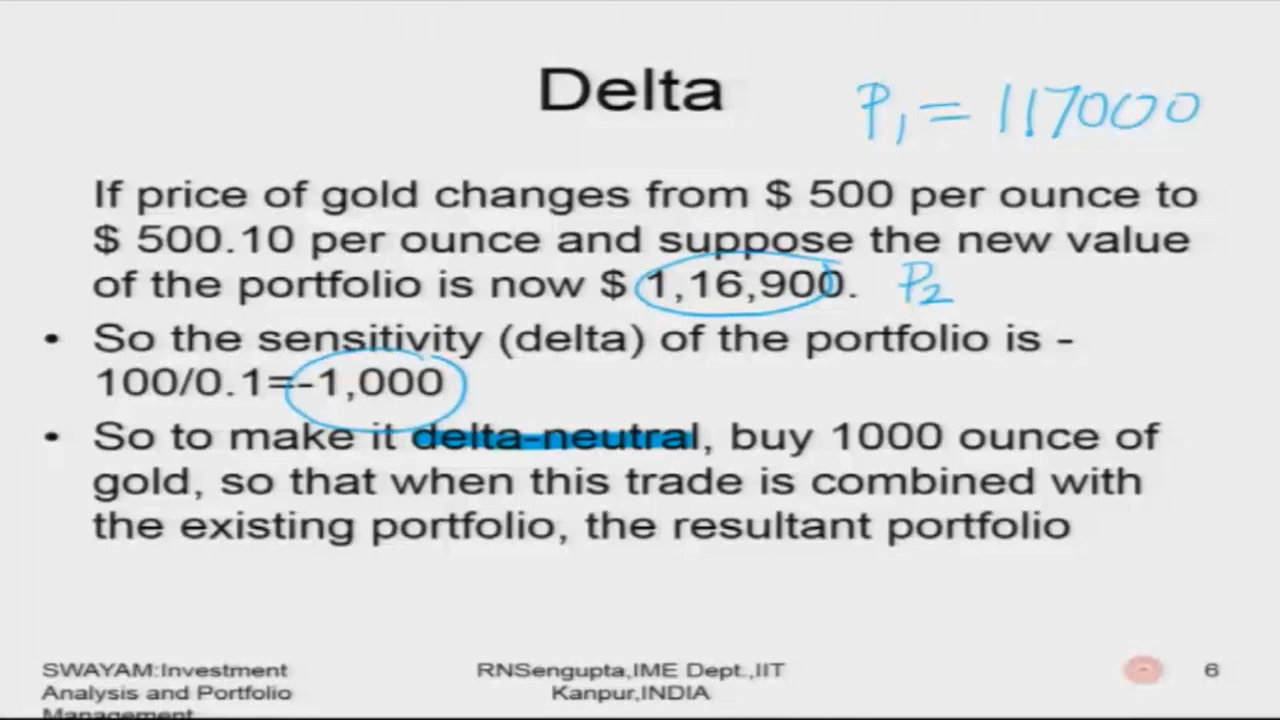 Delta
P1 = 117000
If price of gold changes from $ 500 per ounce to
$ 500.10 per ounce and suppose the new value
of the portfolio is now $ 1,16,900. P2
• So the sensitivity (delta) of the portfolio is -
100/0.1=-1,000
• So to make it delta-neutral, buy 1000 ounce of
gold, so that when this trade is combined with
the existing portfolio, the resultant portfolio
SWAYAM:Investment
Analysis and Portfolio
Management
RNSengupta,IME Dept.,IIT
Kanpur,INDIA
6